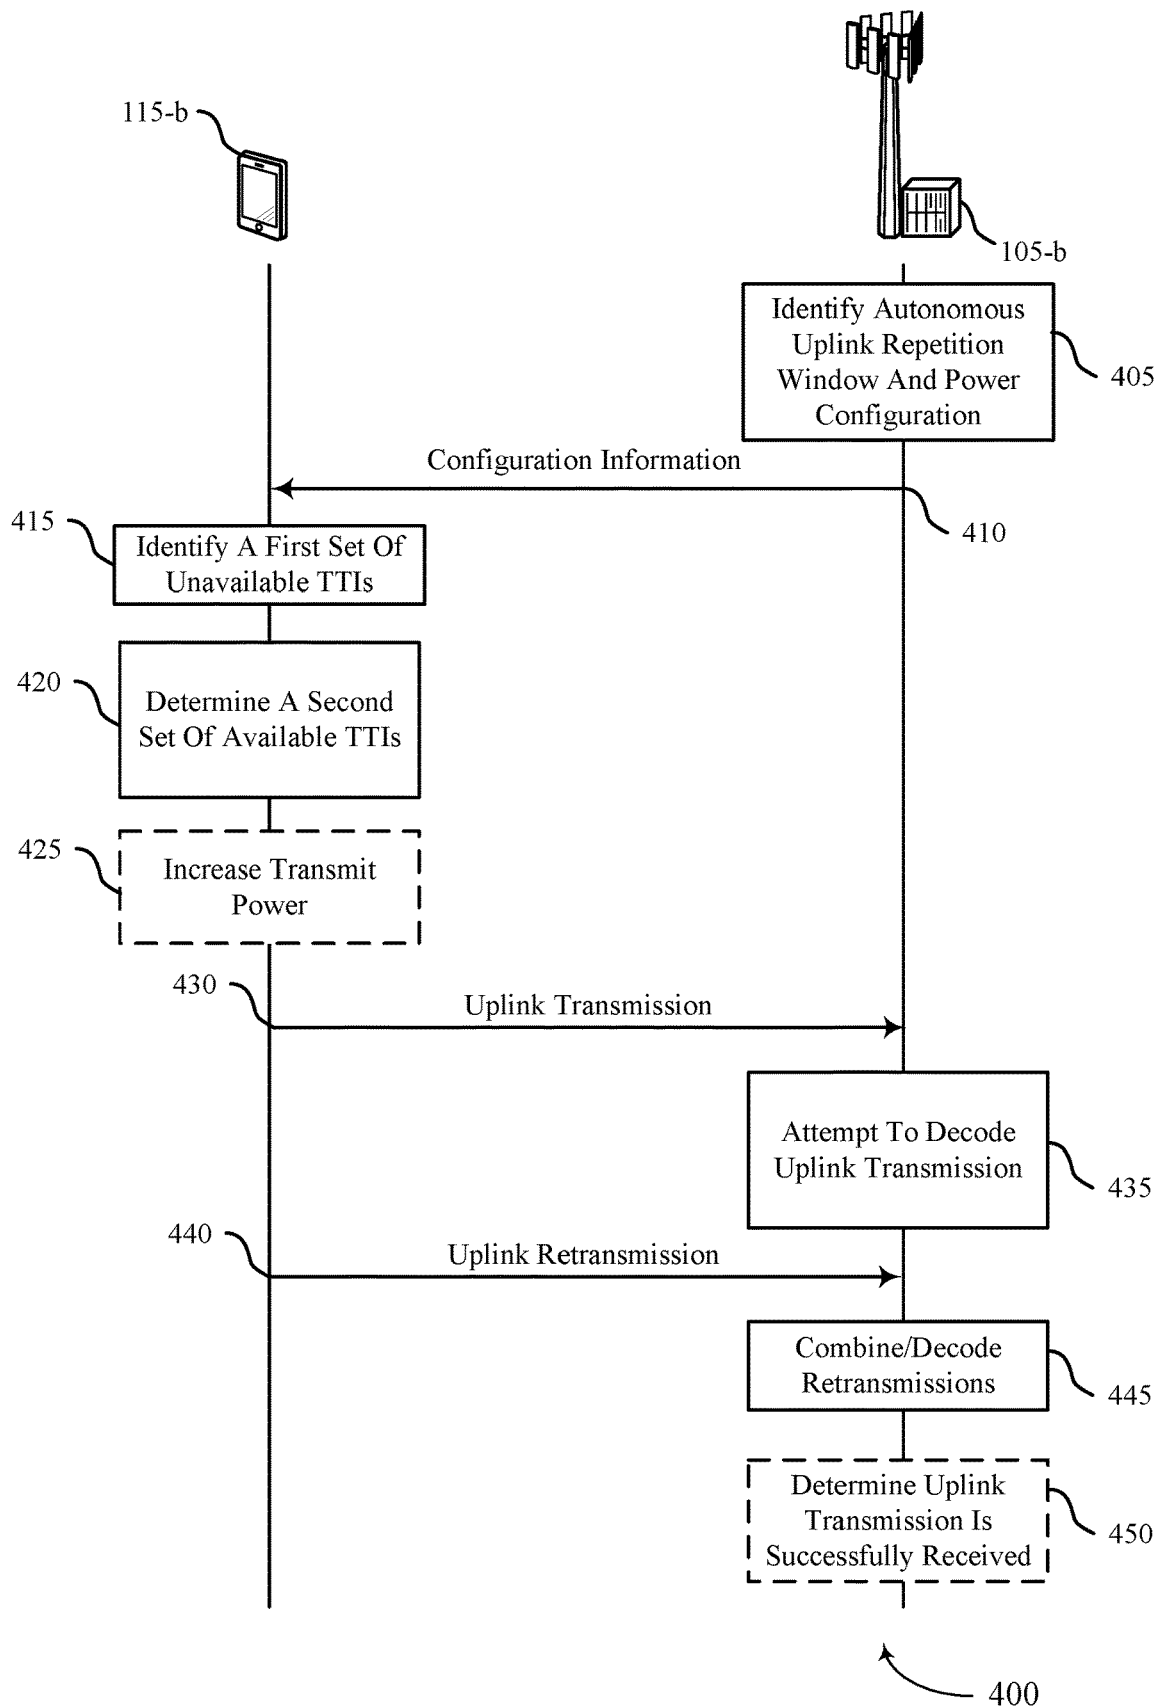 115-b
105-b
Identify Autonomous
Uplink Repetition
Window And Power
Configuration
405
Configuration Information
410
415
Identify A First Set Of
Unavailable TTIs
420
Determine A Second
Set Of Available TTIs
425
Increase Transmit
Power
430
Uplink Transmission
Attempt To Decode
Uplink Transmission
435
440
Uplink Retransmission
Combine/Decode
Retransmissions
445
Determine Uplink
Transmission Is
Successfully Received
450
400